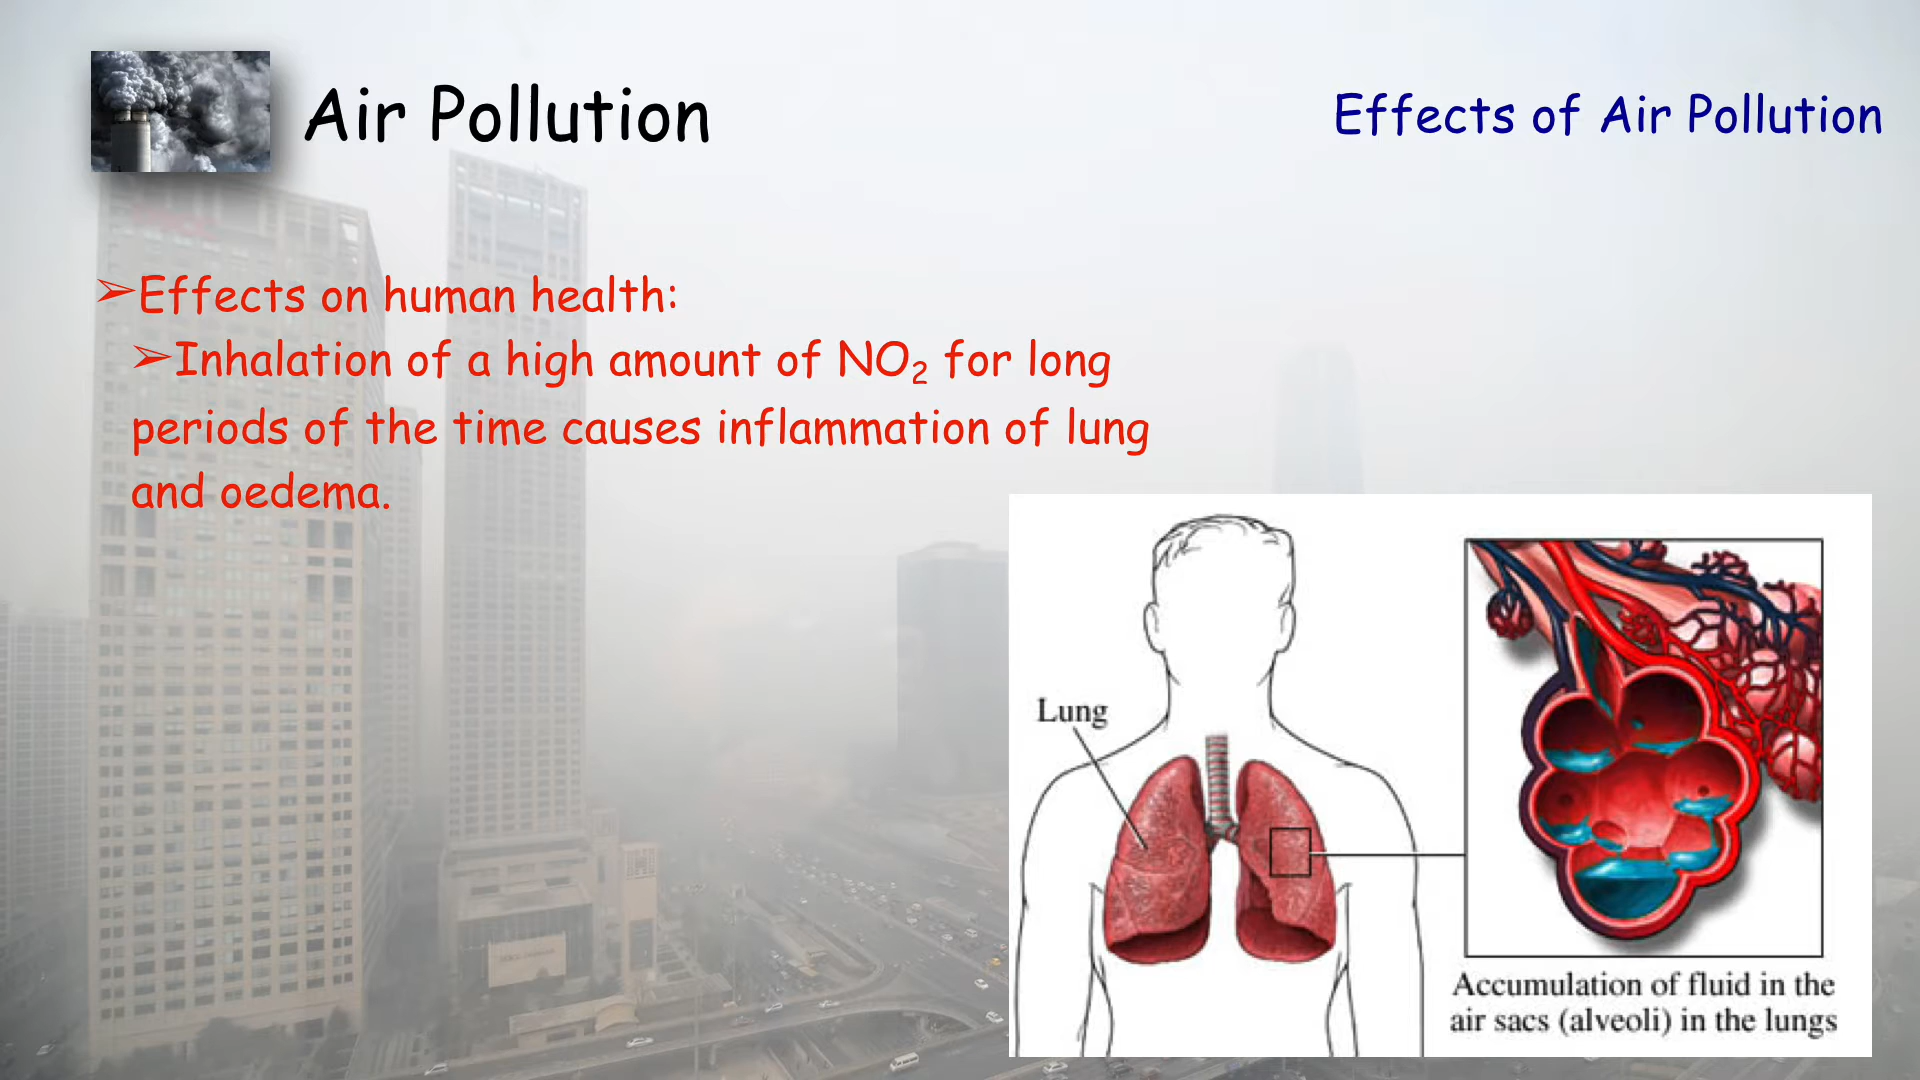 Air Pollution
Effects of Air Pollution
➢Effects on human health:
➢Inhalation of a high amount of NO₂ for long
periods of the time causes inflammation of lung
and oedema.
Lung
Accumulation of fluid in the
air sacs (alveoli) in the lungs